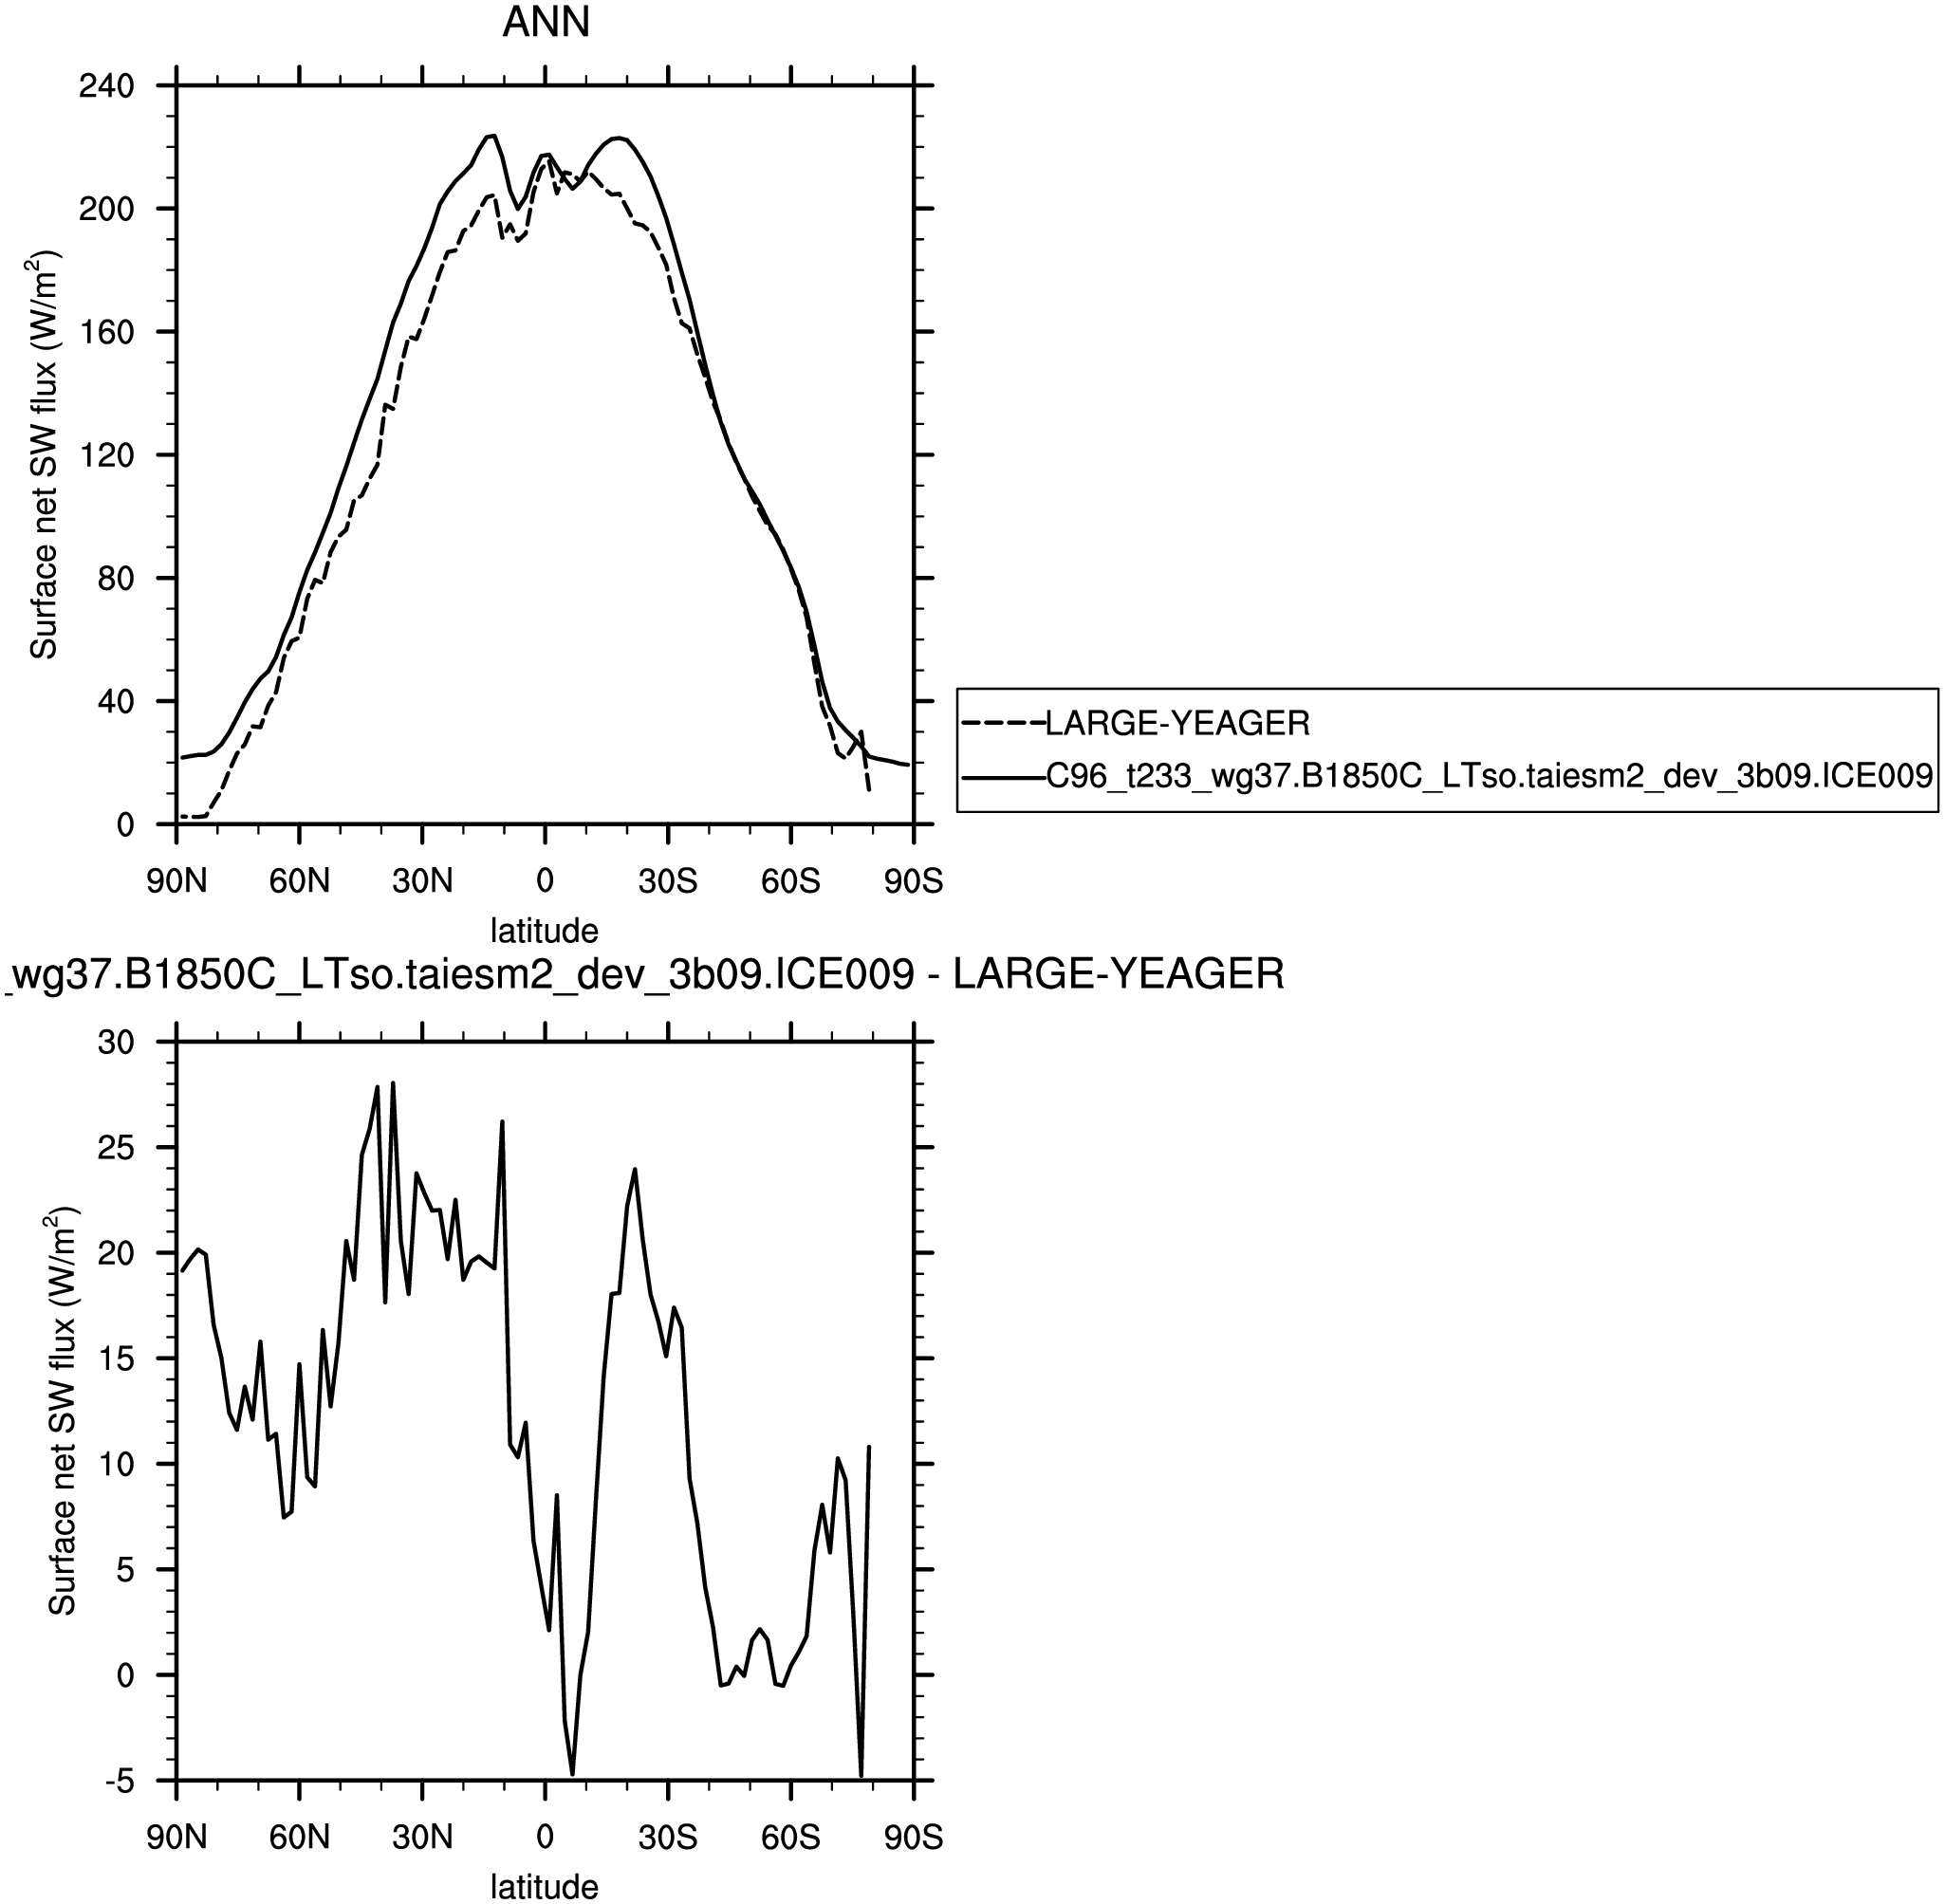 ANN
240
200
160
120
80
40
0
Surface net SW flux (W/m²)
90N 60N 30N 0 30S 60S 90S
latitude
LARGE-YEAGER
C96_t233_wg37.B1850C_LTso.taiesm2_dev_3b09.ICE009
_wg37.B1850C_LTso.taiesm2_dev_3b09.ICE009 - LARGE-YEAGER
30
25
20
15
10
5
0
-5
Surface net SW flux (W/m²)
90N 60N 30N 0 30S 60S 90S
latitude